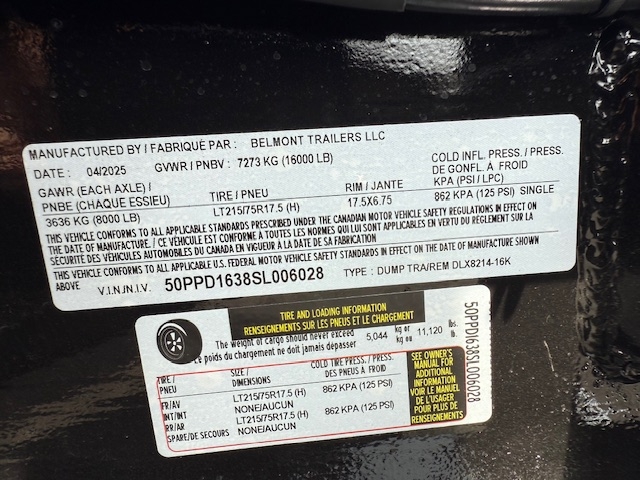 MANUFACTURED BY / FABRIQUÉ PAR : BELMONT TRAILERS LLC
DATE : 04/2025 GVWR / PNBV : 7273 KG (16000 LB)
GAWR (EACH AXLE) / PNBE (CHAQUE ESSIEU) TIRE / PNEU RIM / JANTE COLD INFL. PRESS. / PRESS. DE GONFL. A FROID KPA (PSI / LPC)
3636 KG (8000 LB) LT215/75R17.5 (H) 17.5X6.75 862 KPA (125 PSI) SINGLE
THIS VEHICLE CONFORMS TO ALL APPLICABLE STANDARDS PRESCRIBED UNDER THE CANADIAN MOTOR VEHICLE SAFETY REGULATIONS IN EFFECT ON
THE DATE OF MANUFACTURE. / CE VÉHICULE EST CONFORME À TOUTES LES NORMES QUI LUI SONT APPLICABLES EN VERTU DU RÈGLEMENT SUR LA
SÉCURITÉ DES VÉHICULES AUTOMOBILES DU CANADA EN VIGUEUR À LA DATE DE SA FABRICATION
THIS VEHICLE CONFORMS TO ALL APPLICABLE U.S. FEDERAL MOTOR VEHICLE SAFETY STANDARDS IN EFFECT ON THE DATE OF MANUFACTURE SHOWN
ABOVE V.I.N./N.I.V. 50PPD1638SL006028 TYPE : DUMP TRA/REM DLX8214-16K
TIRE AND LOADING INFORMATION
RENSEIGNEMENTS SUR LES PNEUS ET LE CHARGEMENT
The weight of cargo should never exceed 5,044 kg or 11,120 lbs.
Le poids du chargement ne doit jamais dépasser kg ou lb.
TIRE / PNEU SIZE / DIMENSIONS COLD TIRE PRESS. / PRESS. DES PNEUS A FROID
FR/AV LT215/75R17.5 (H) 862 KPA (125 PSI)
INT/INT NONE/AUCUN
RR/AR LT215/75R17.5 (H) 862 KPA (125 PSI)
SPARE/DE SECOURS NONE/AUCUN
SEE OWNER'S
MANUAL FOR
ADDITIONAL
INFORMATION
VOIR LE MANUEL
DE L'USAGER
POUR PLUS DE
RENSEIGNEMENTS
50PPD1638SL006028